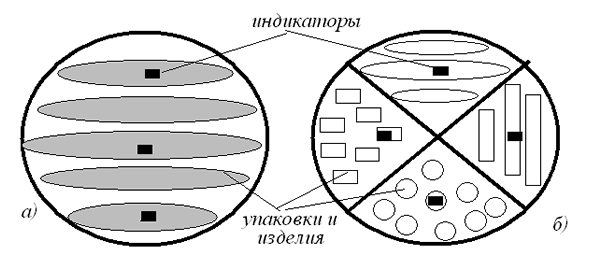 индикаторы
а)
упаковки и
изделия
б)